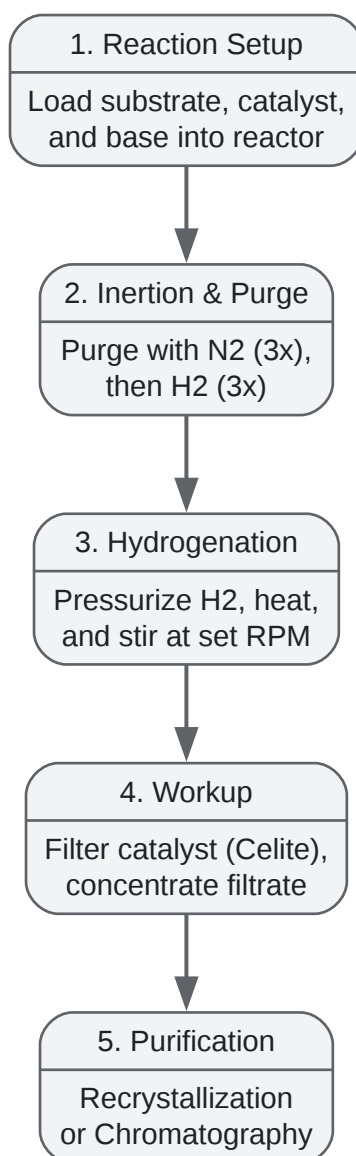 1. Reaction Setup
Load substrate, catalyst,
and base into reactor
2. Inertion & Purge
Purge with N2 (3x),
then H2 (3x)
3. Hydrogenation
Pressurize H2, heat,
and stir at set RPM
4. Workup
Filter catalyst (Celite),
concentrate filtrate
5. Purification
Recrystallization
or Chromatography